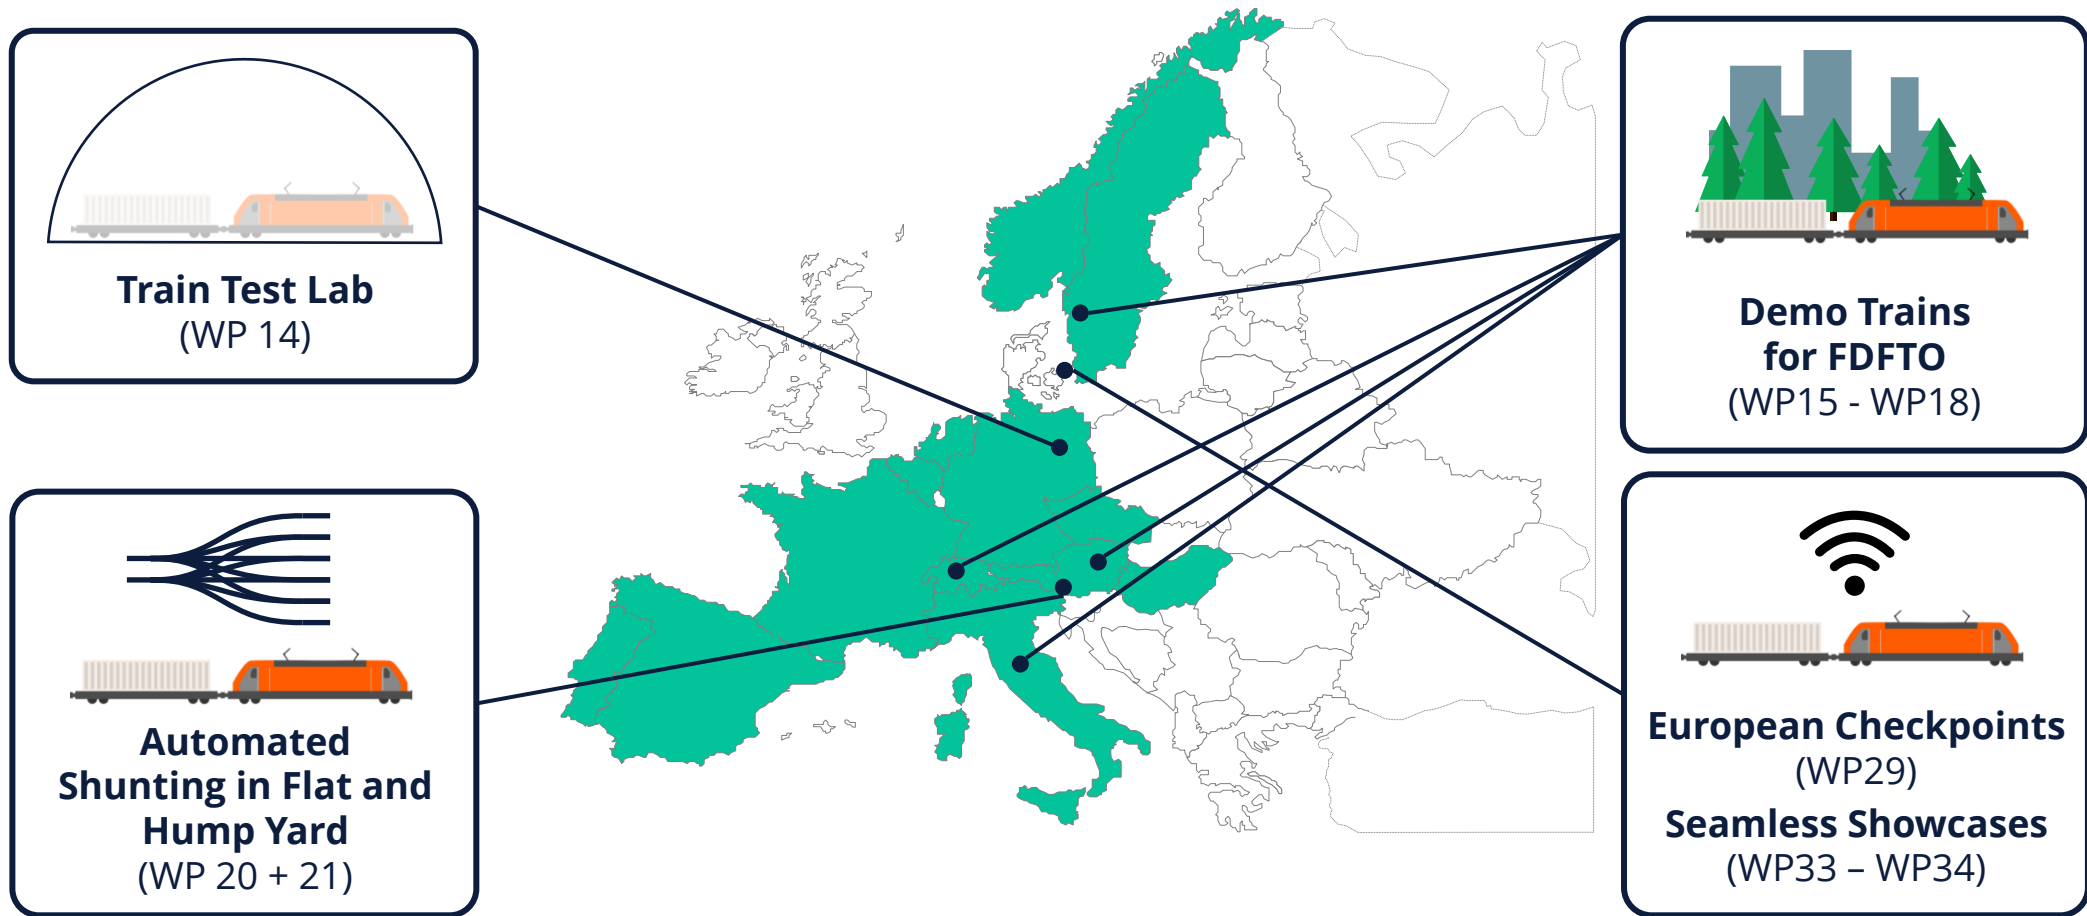 Train Test Lab
(WP 14)
Automated
Shunting in Flat and
Hump Yard
(WP 20 + 21)
Demo Trains
for FDFTO
(WP15 - WP18)
European Checkpoints
(WP29)
Seamless Showcases
(WP33 – WP34)